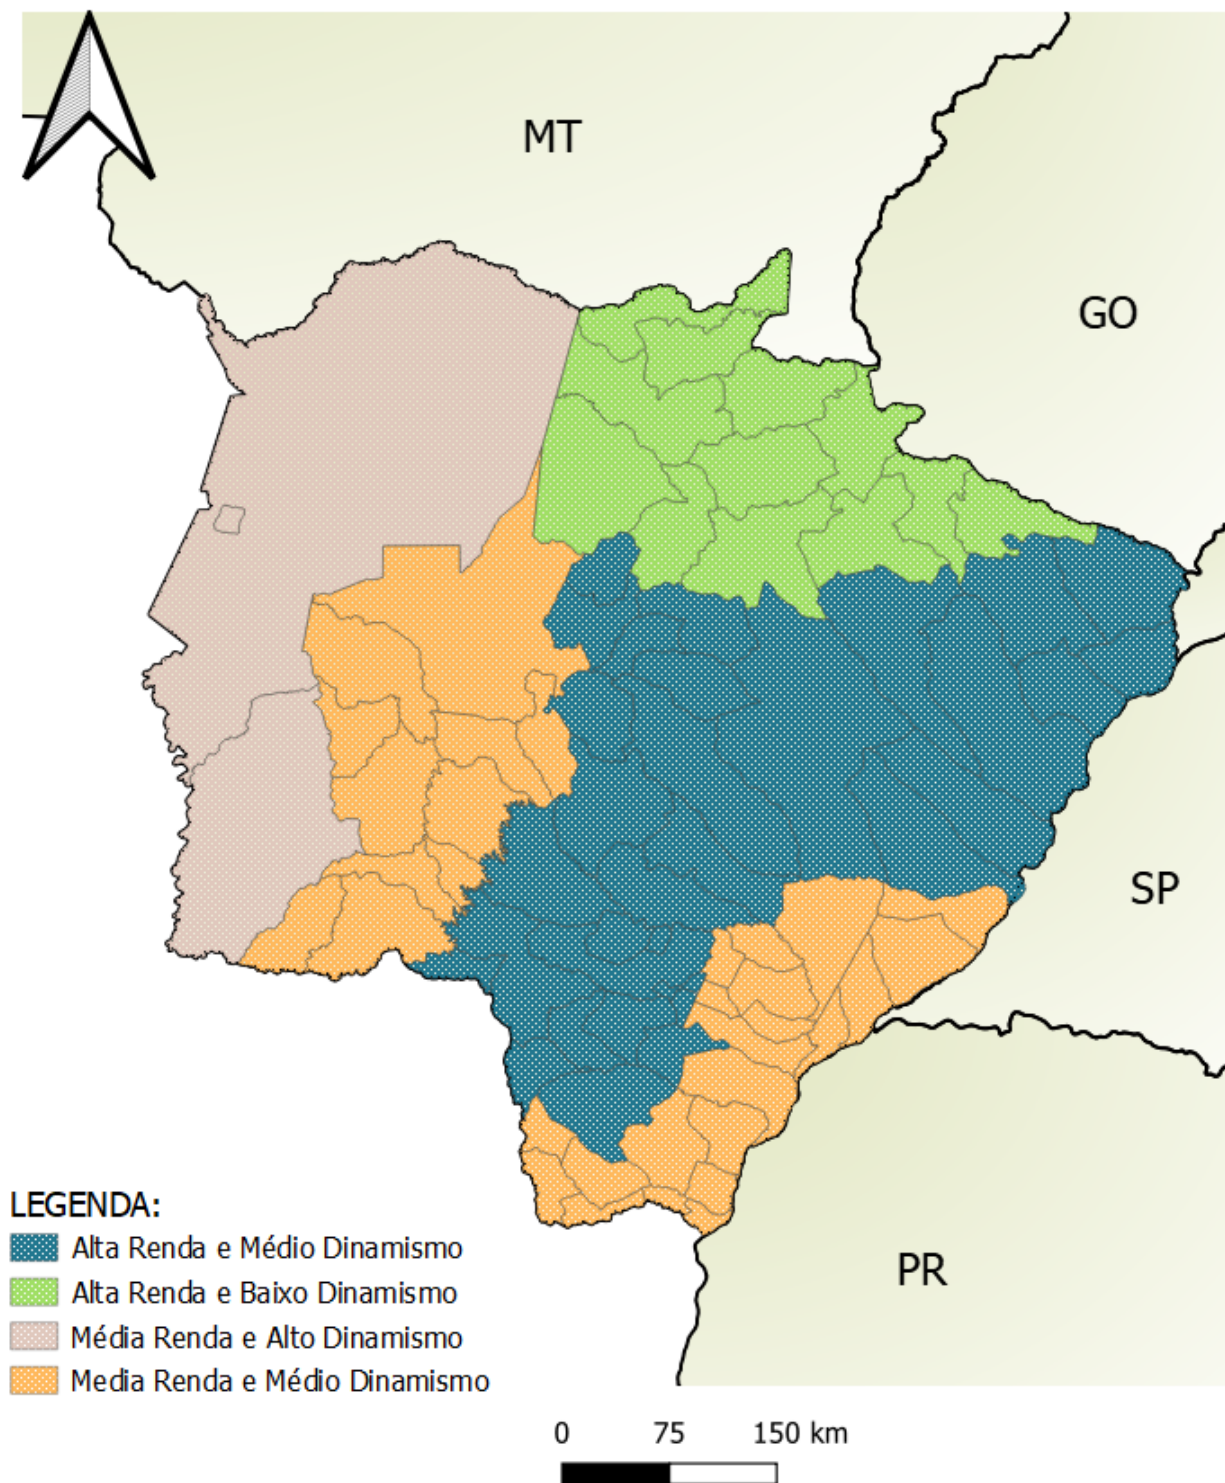 MT
GO
SP
PR
LEGENDA:
Alta Renda e Médio Dinamismo
Alta Renda e Baixo Dinamismo
Média Renda e Alto Dinamismo
Media Renda e Médio Dinamismo
0 75 150 km